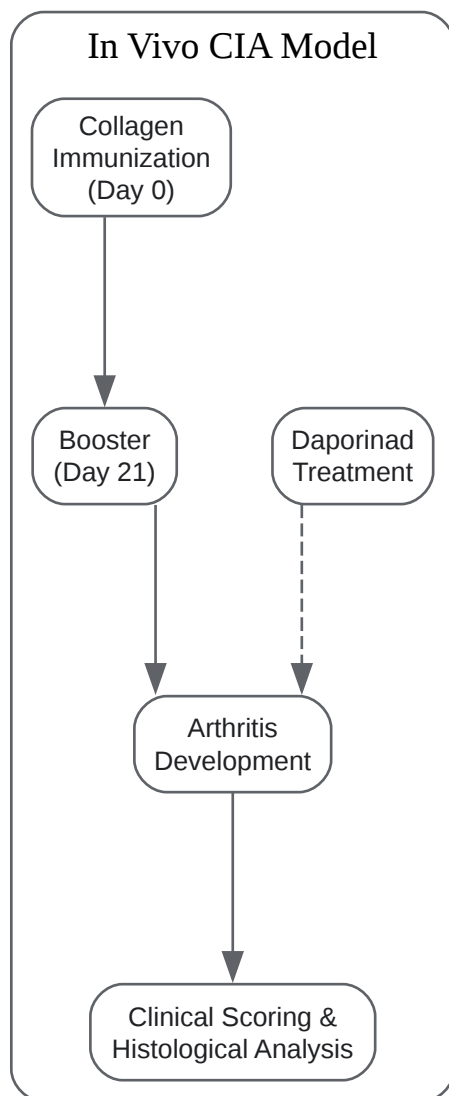 In Vivo CIA Model
Collagen
Immunization
(Day 0)
Booster
(Day 21)
Daporinad
Treatment
Arthritis
Development
Clinical Scoring &
Histological Analysis